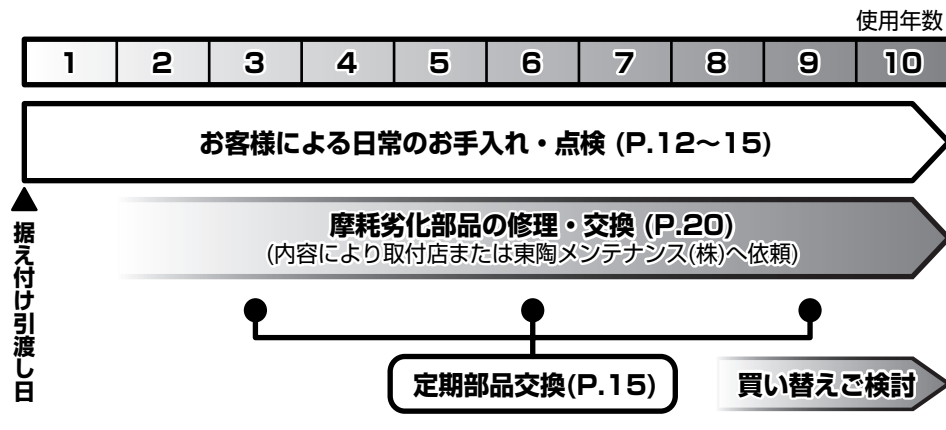 使用年数
1 2 3 4 5 6 7 8 9 10
お客様による日常のお手入れ・点検 (P.12～15)
据え付け引渡し日
摩耗劣化部品の修理・交換 (P.20)
(内容により取付店または東陶メンテナンス(株)へ依頼)
定期部品交換(P.15)
買い替えご検討